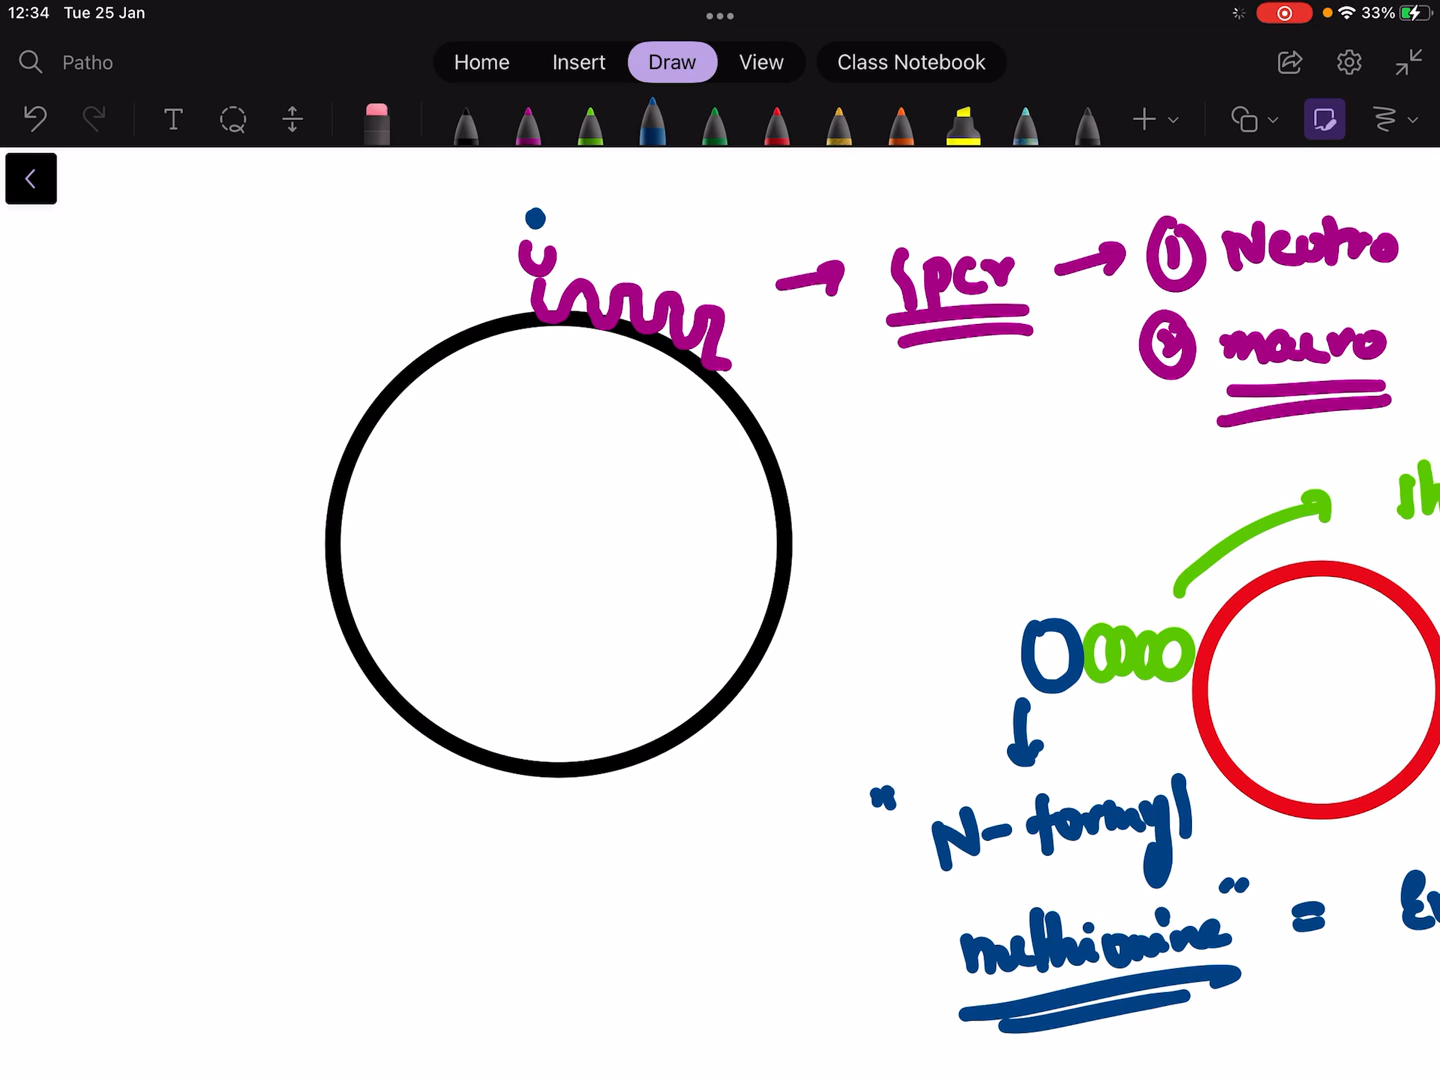 12:34 Tue 25 Jan
33%
Patho
Home Insert Draw View Class Notebook
T
→ GPCR → ① Neutro
② macro
" N- formyl
methionine " =